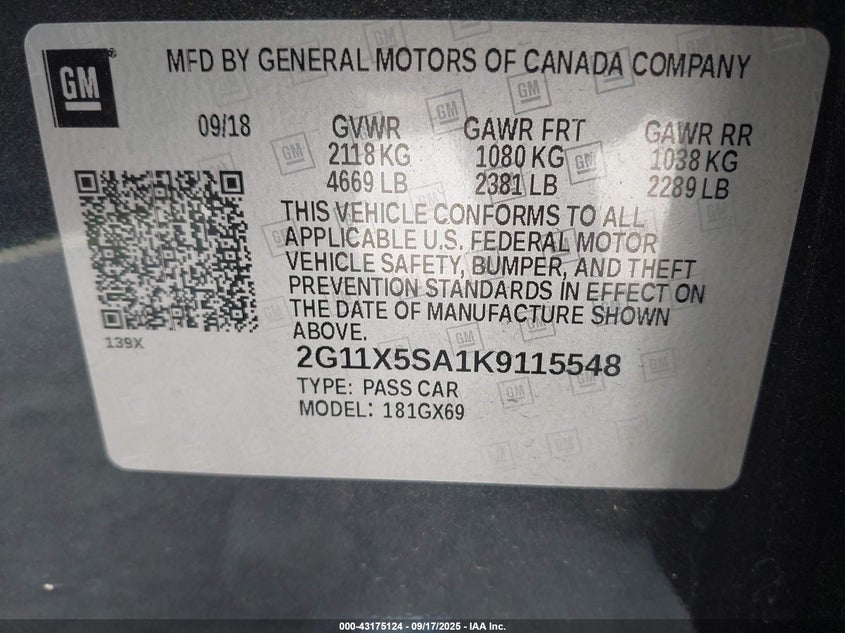 GM
MFD BY GENERAL MOTORS OF CANADA COMPANY
09/18
GVWR GAWR FRT GAWR RR
2118 KG 1080 KG 1038 KG
4669 LB 2381 LB 2289 LB
THIS VEHICLE CONFORMS TO ALL
APPLICABLE U.S. FEDERAL MOTOR
VEHICLE SAFETY, BUMPER, AND THEFT
PREVENTION STANDARDS IN EFFECT ON
THE DATE OF MANUFACTURE SHOWN
ABOVE.
139X
2G11X5SA1K9115548
TYPE: PASS CAR
MODEL: 181GX69
000-43175124 - 09/17/2025 - IAA Inc.